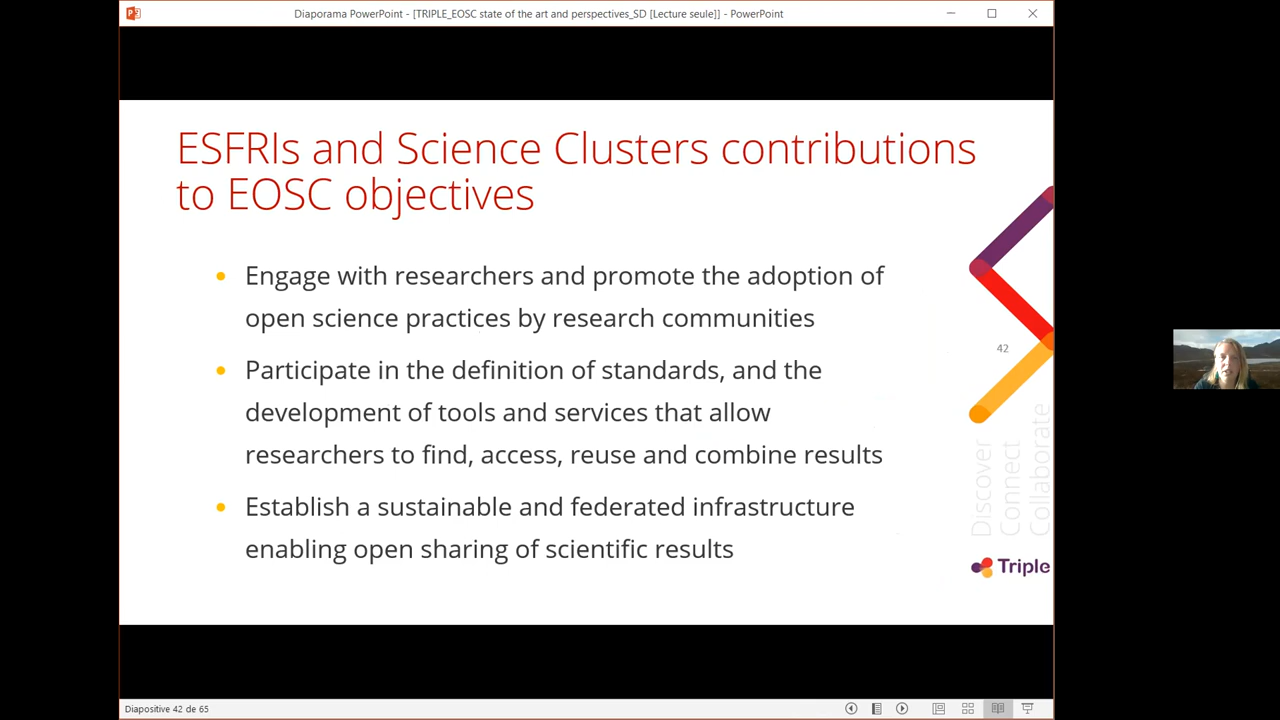 Diaporama PowerPoint - [TRIPLE_EOSC state of the art and perspectives_SD [Lecture seule]] - PowerPoint
ESFRIs and Science Clusters contributions
to EOSC objectives
• Engage with researchers and promote the adoption of
open science practices by research communities
42
• Participate in the definition of standards, and the
development of tools and services that allow
researchers to find, access, reuse and combine results
• Establish a sustainable and federated infrastructure
enabling open sharing of scientific results
Discover
Connect
Collaborate
Triple
Diapositive 42 de 65